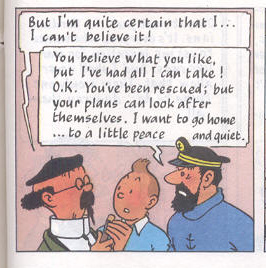 But I'm quite certain that I...
I can't believe it!
You believe what you like,
but I've had all I can take!
O.K. You've been rescued; but
your plans can look after
themselves. I want to go home
...to a little peace and quiet.